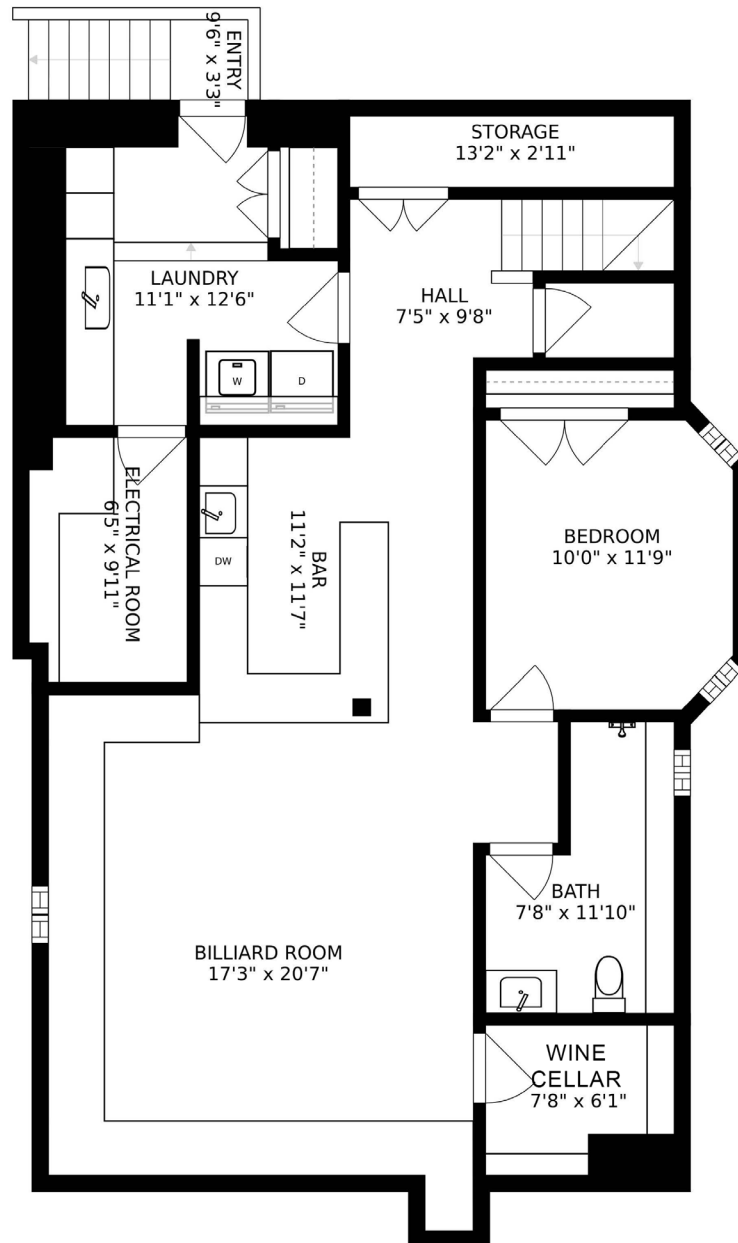 ENTRY
9'6" x 3'3"
STORAGE
13'2" x 2'11"
LAUNDRY
11'1" x 12'6"
HALL
7'5" x 9'8"
W
D
ELECTRICAL ROOM
6'5" x 9'11"
BAR
11'2" x 11'7"
DW
BEDROOM
10'0" x 11'9"
BATH
7'8" x 11'10"
BILLIARD ROOM
17'3" x 20'7"
WINE
CELLAR
7'8" x 6'1"